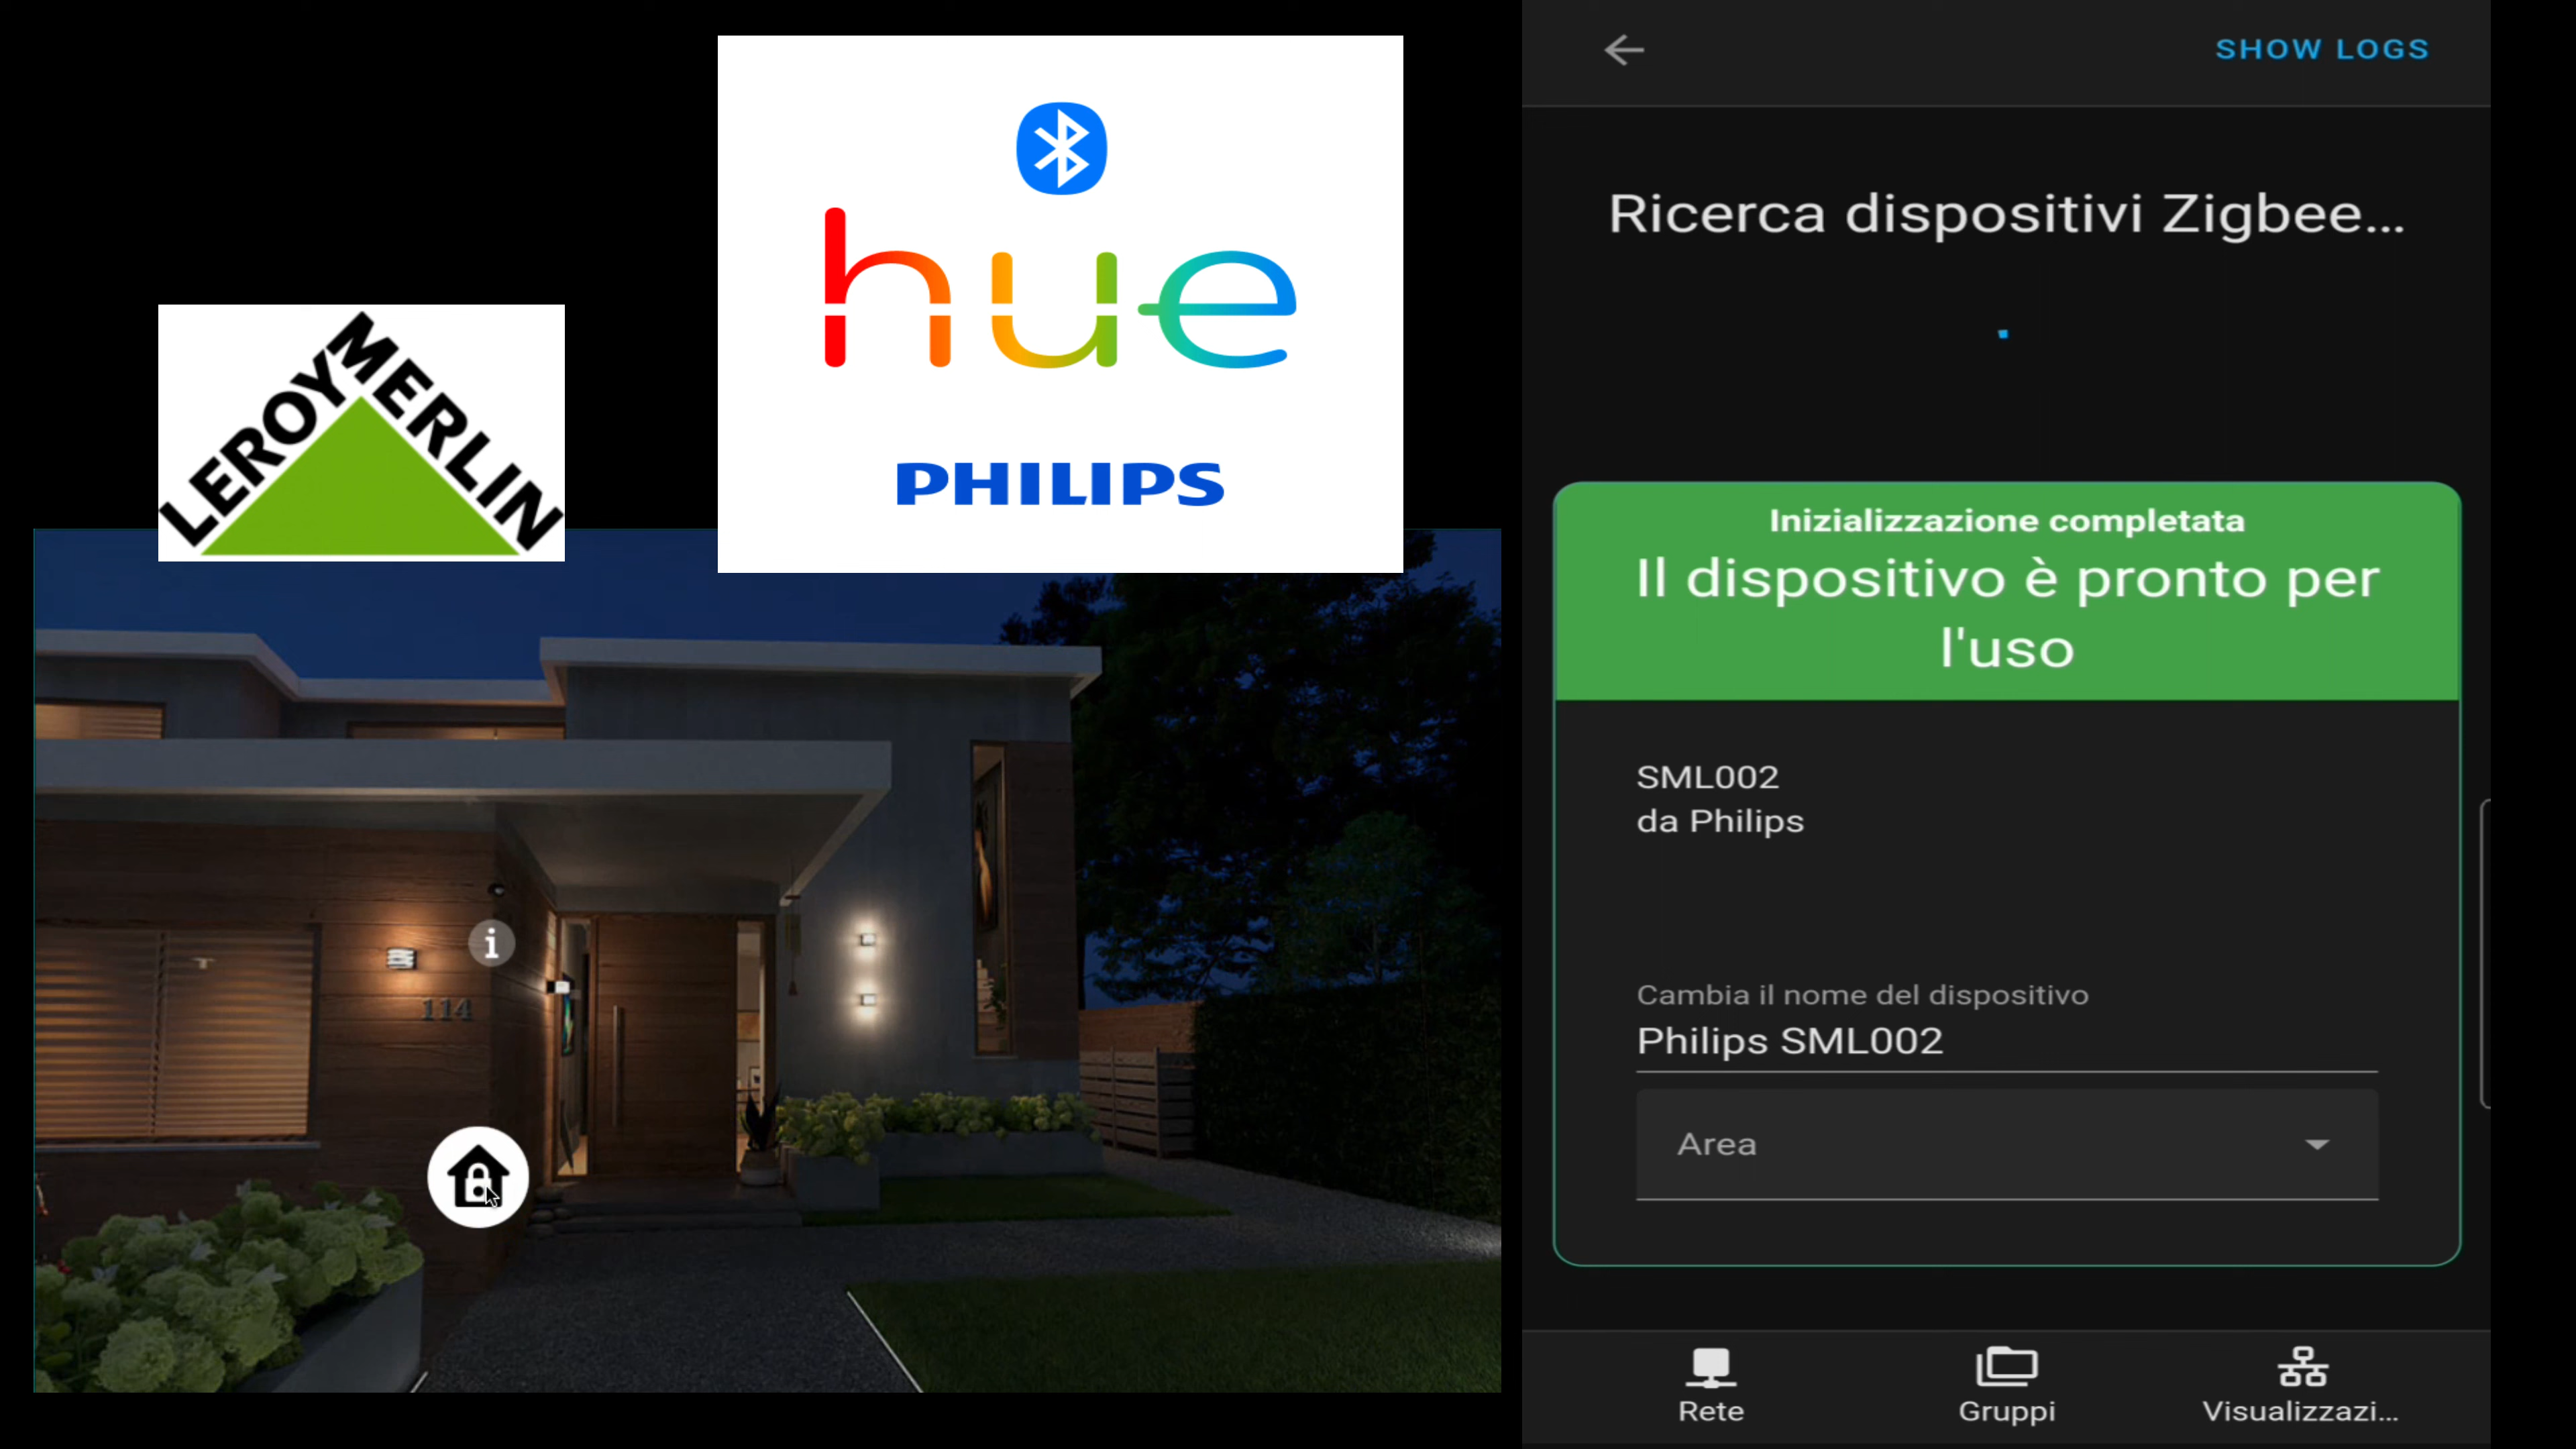 LEROY MERLIN
hue
PHILIPS
i
114
SHOW LOGS
Ricerca dispositivi Zigbee...
Inizializzazione completata
Il dispositivo è pronto per
l'uso
SML002
da Philips
Cambia il nome del dispositivo
Philips SML002
Area
Rete
Gruppi
Visualizzazi...